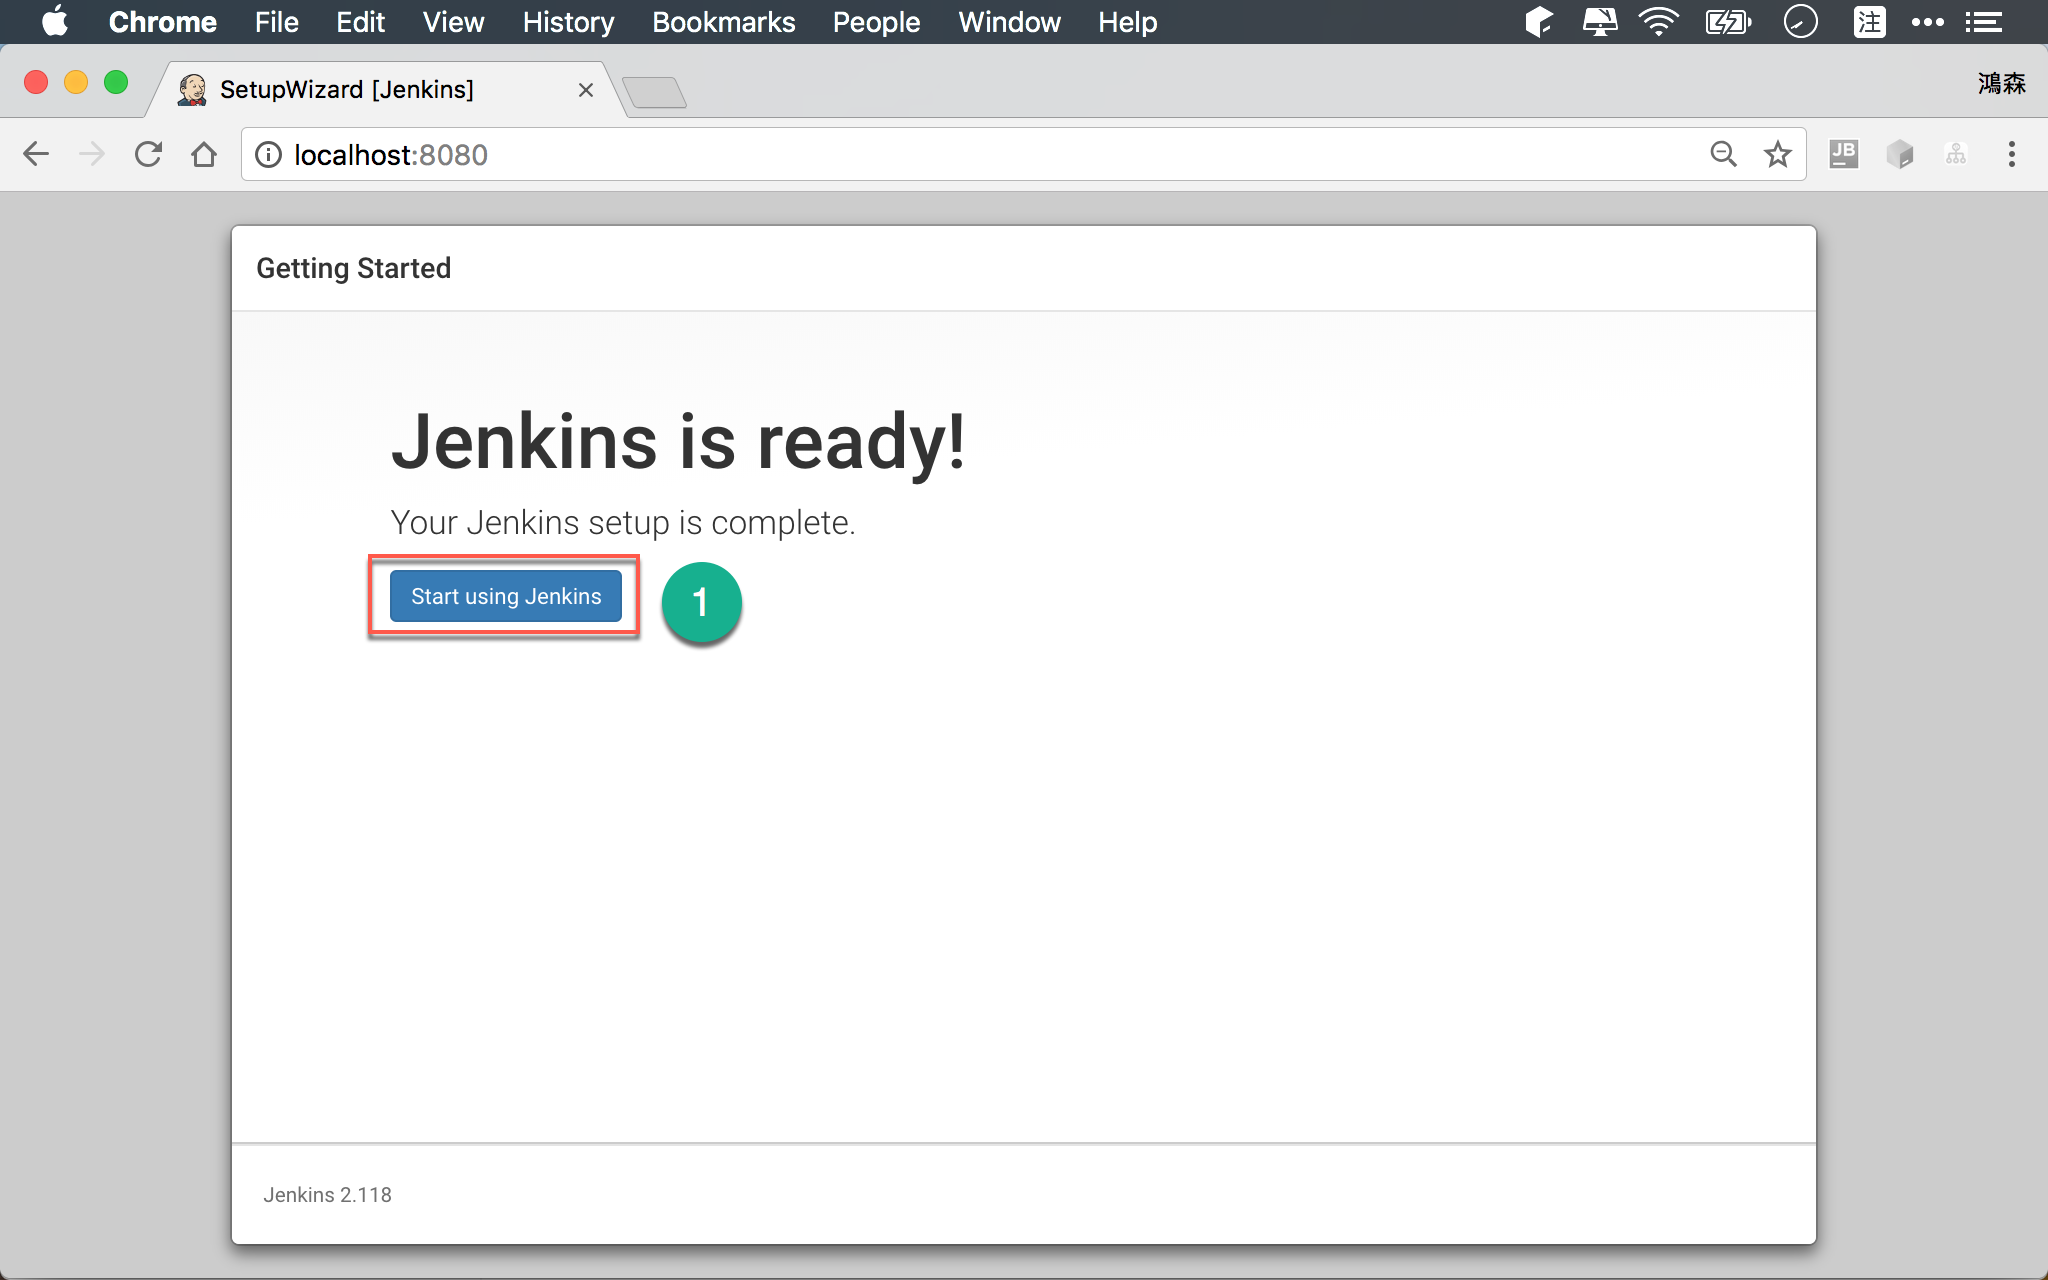 Chrome File Edit View History Bookmarks People Window Help 注
SetupWizard [Jenkins] 鴻森
localhost:8080 JB
Getting Started
Jenkins is ready!
Your Jenkins setup is complete.
Start using Jenkins 1
Jenkins 2.118